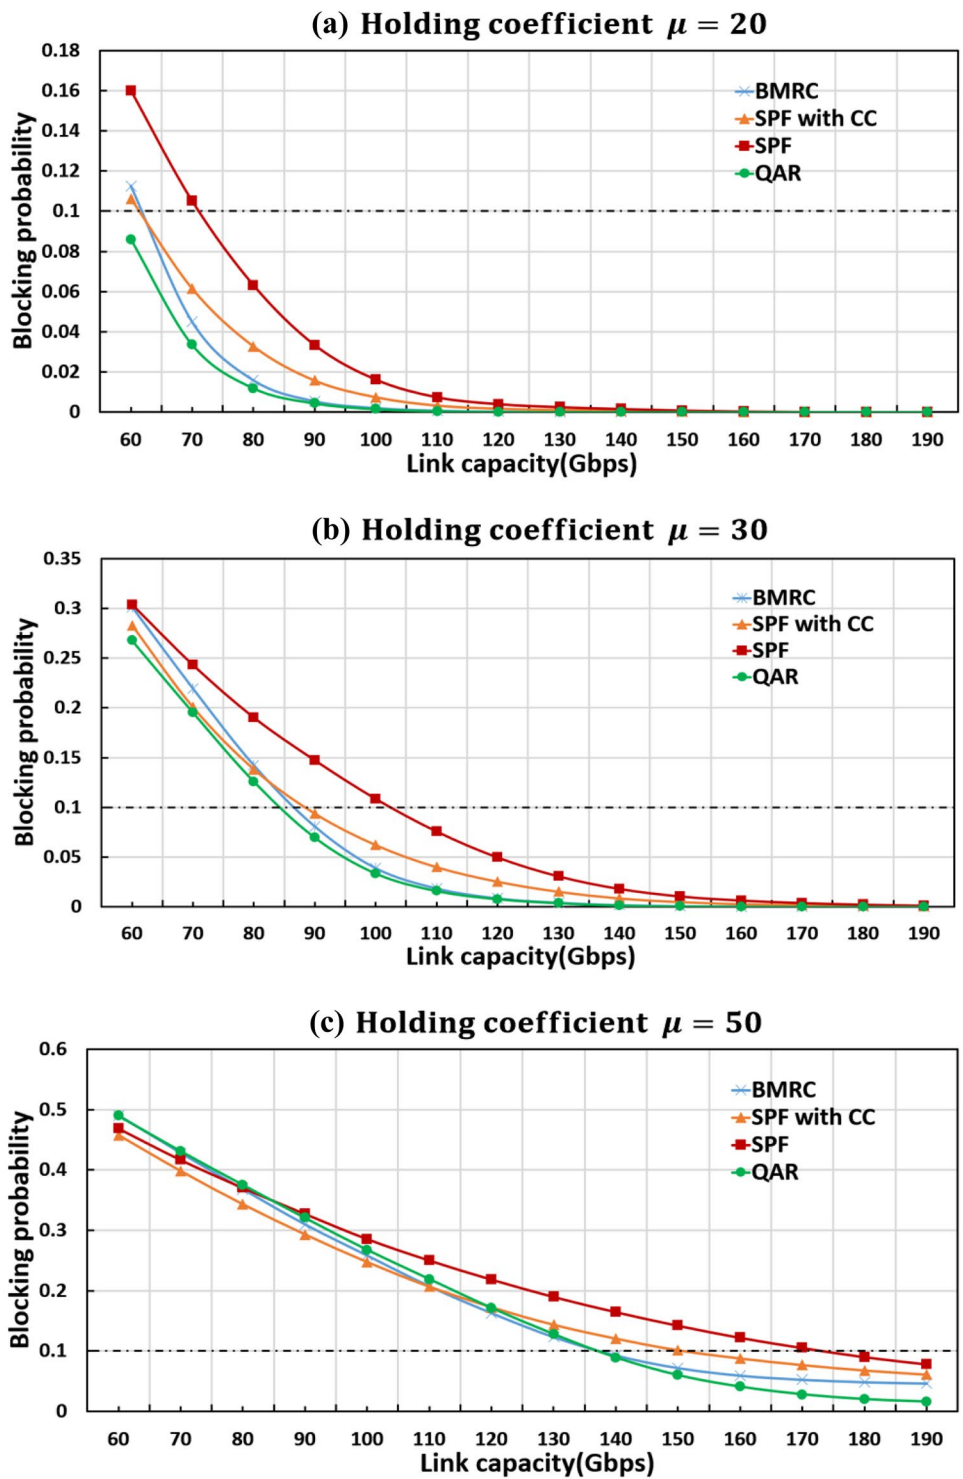 (a) Holding coefficient μ = 20
0.18
0.16
0.14
0.12
0.1
0.08
0.06
0.04
0.02
0
Blocking probability
BMRC
SPF with CC
SPF
QAR
60 70 80 90 100 110 120 130 140 150 160 170 180 190
Link capacity(Gbps)
(b) Holding coefficient μ = 30
0.35
0.3
0.25
0.2
0.15
0.1
0.05
0
Blocking probability
BMRC
SPF with CC
SPF
QAR
60 70 80 90 100 110 120 130 140 150 160 170 180 190
Link capacity(Gbps)
(c) Holding coefficient μ = 50
0.6
0.5
0.4
0.3
0.2
0.1
0
Blocking probability
BMRC
SPF with CC
SPF
QAR
60 70 80 90 100 110 120 130 140 150 160 170 180 190
Link capacity(Gbps)